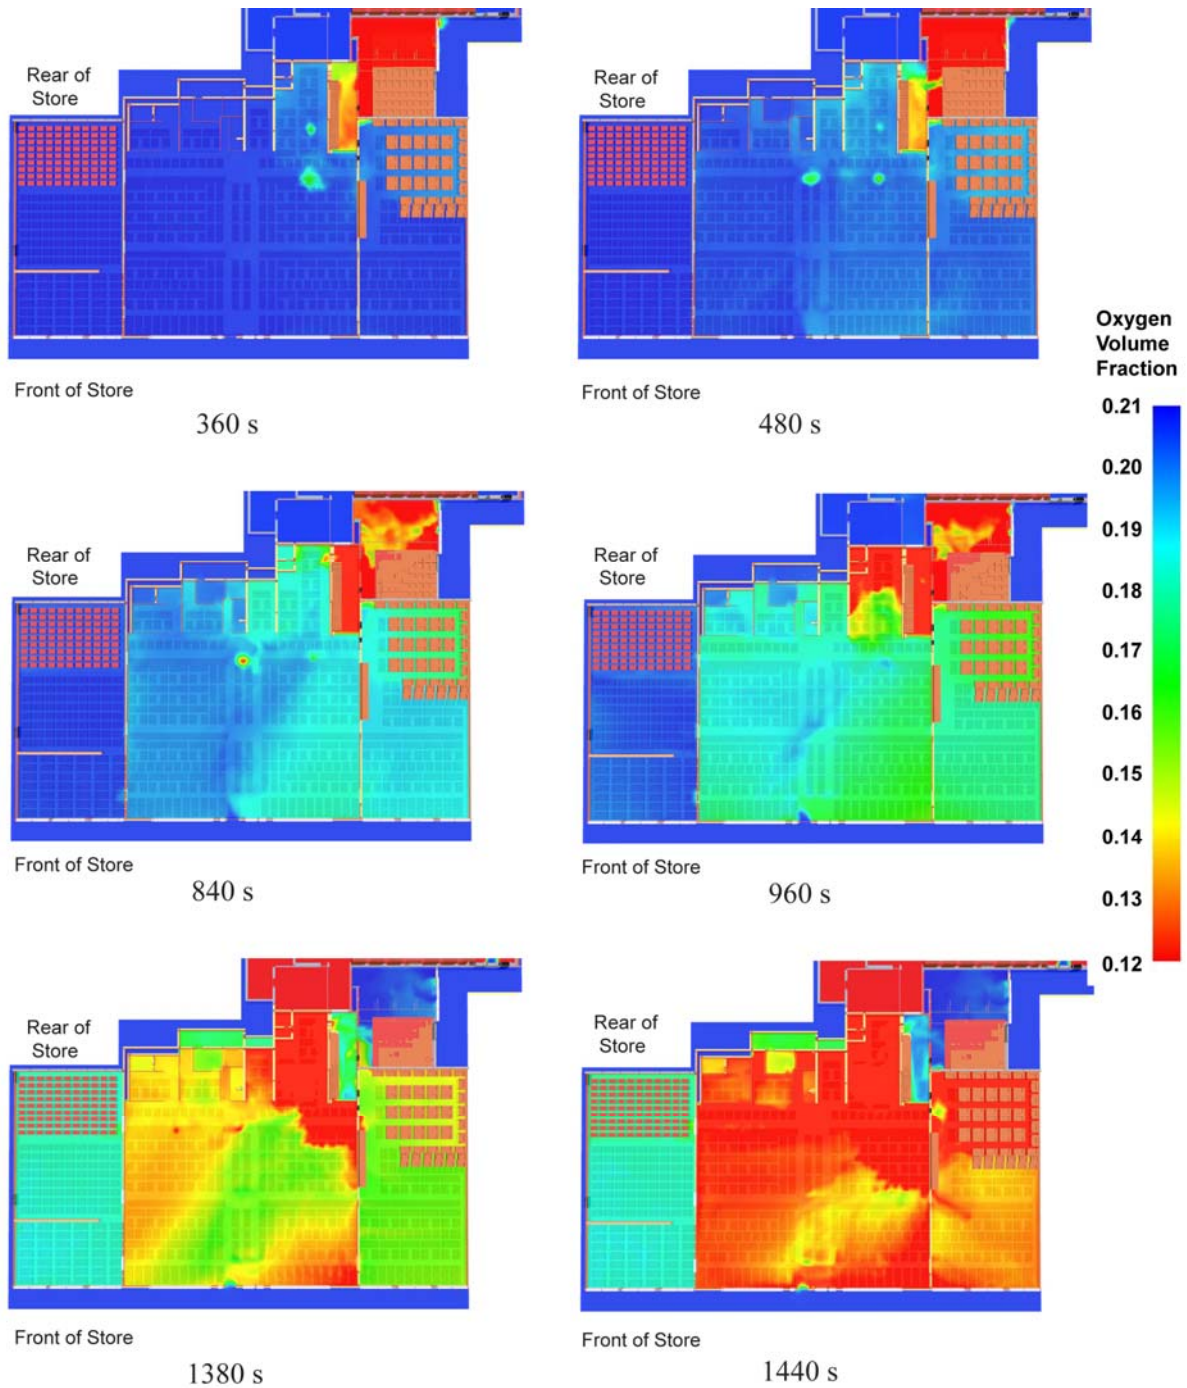 Rear of
Store
Front of Store
360 s
Rear of
Store
Front of Store
480 s
Oxygen
Volume
Fraction
0.21
0.20
0.19
0.18
0.17
0.16
0.15
0.14
0.13
0.12
Rear of
Store
Front of Store
840 s
Rear of
Store
Front of Store
960 s
Rear of
Store
Front of Store
1380 s
Rear of
Store
Front of Store
1440 s